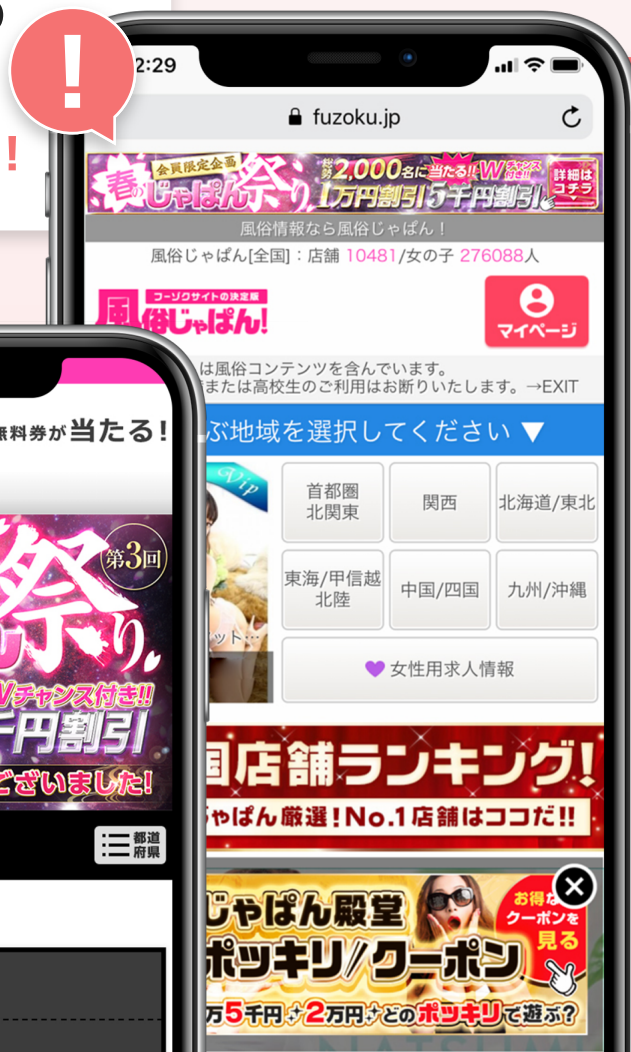 !
!
2:29
fuzoku.jp
会員限定企画
春のじゃぱん祭り
総勢2,000名に当たる!!Wチャンス付き!!
1万円割引|5千円割引
詳細は
コチラ
風俗情報なら風俗じゃぱん！
風俗じゃぱん[全国]：店舗 10481/女の子 276088人
フーゾクサイトの決定版
風俗じゃぱん!
マイページ
は風俗コンテンツを含んでいます。
または高校生のご利用はお断りいたします。→EXIT
ぶ地域を選択してください ▼
Vip
首都圏
北関東
関西
北海道/東北
東海/甲信越
北陸
中国/四国
九州/沖縄
ット…
女性用求人情報
国店舗ランキング!
じゃぱん厳選!No.1店舗はココだ!!
じゃぱん殿堂
ポッキリ/クーポン
お得な
クーポンを
見る
万5千円 2万円 どのポッキリで遊ぶ?
NATSUMI
無料券が当たる!
祭り
第3回
Wチャンス付き!!
千円割引
ございました!
都道
府県